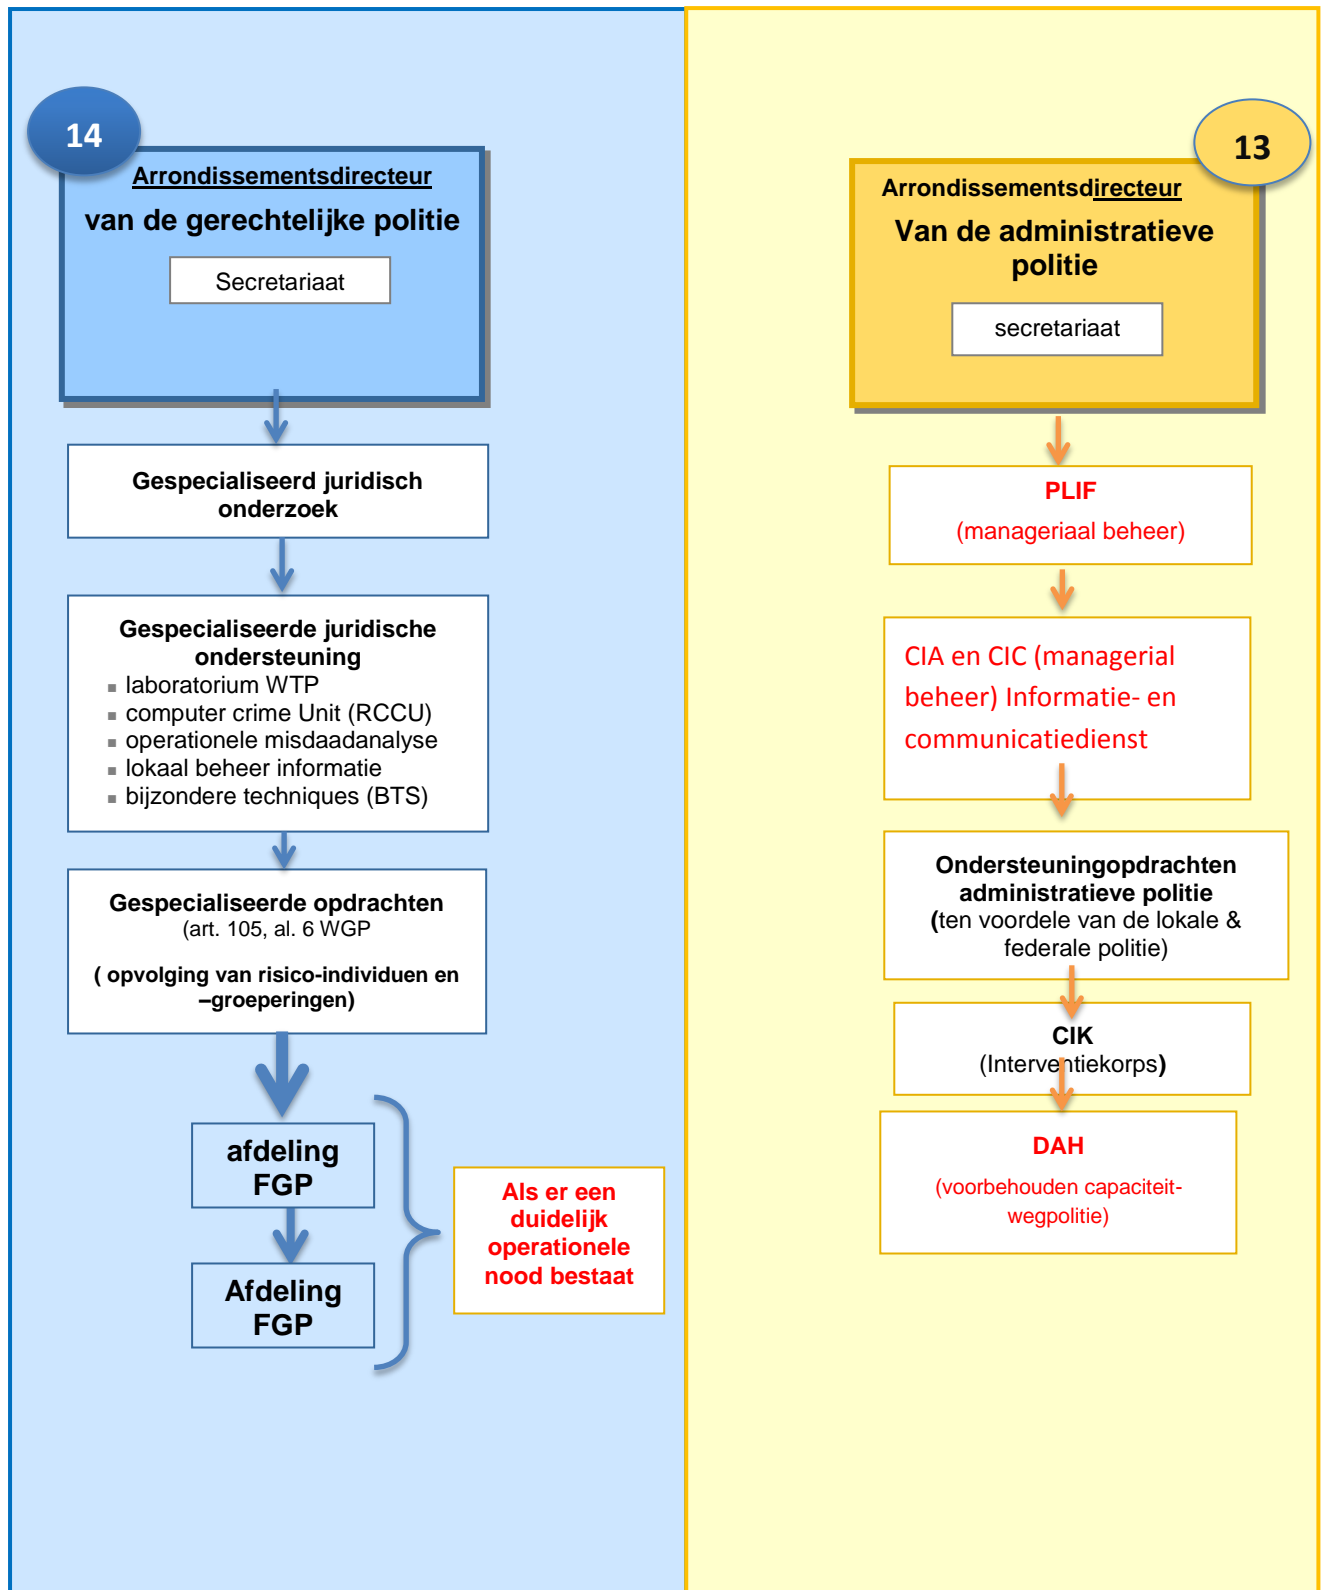 14
Arrondissementsdirecteur
van de gerechtelijke politie
Secretariaat
Gespecialiseerd juridisch
onderzoek
Gespecialiseerde juridische
ondersteuning
▪ laboratorium WTP
▪ computer crime Unit (RCCU)
▪ operationele misdaadanalyse
▪ lokaal beheer informatie
▪ bijzondere techniques (BTS)
Gespecialiseerde opdrachten
(art. 105, al. 6 WGP
( opvolging van risico-individuen en
–groeperingen)
afdeling
FGP
Afdeling
FGP
Als er een
duidelijk
operationele
nood bestaat
13
Arrondissementsdirecteur
Van de administratieve
politie
secretariaat
PLIF
(manageriaal beheer)
CIA en CIC (managerial
beheer) Informatie- en
communicatiedienst
Ondersteuningopdrachten
administratieve politie
(ten voordele van de lokale &
federale politie)
CIK
(Interventiekorps)
DAH
(voorbehouden capaciteit-
wegpolitie)